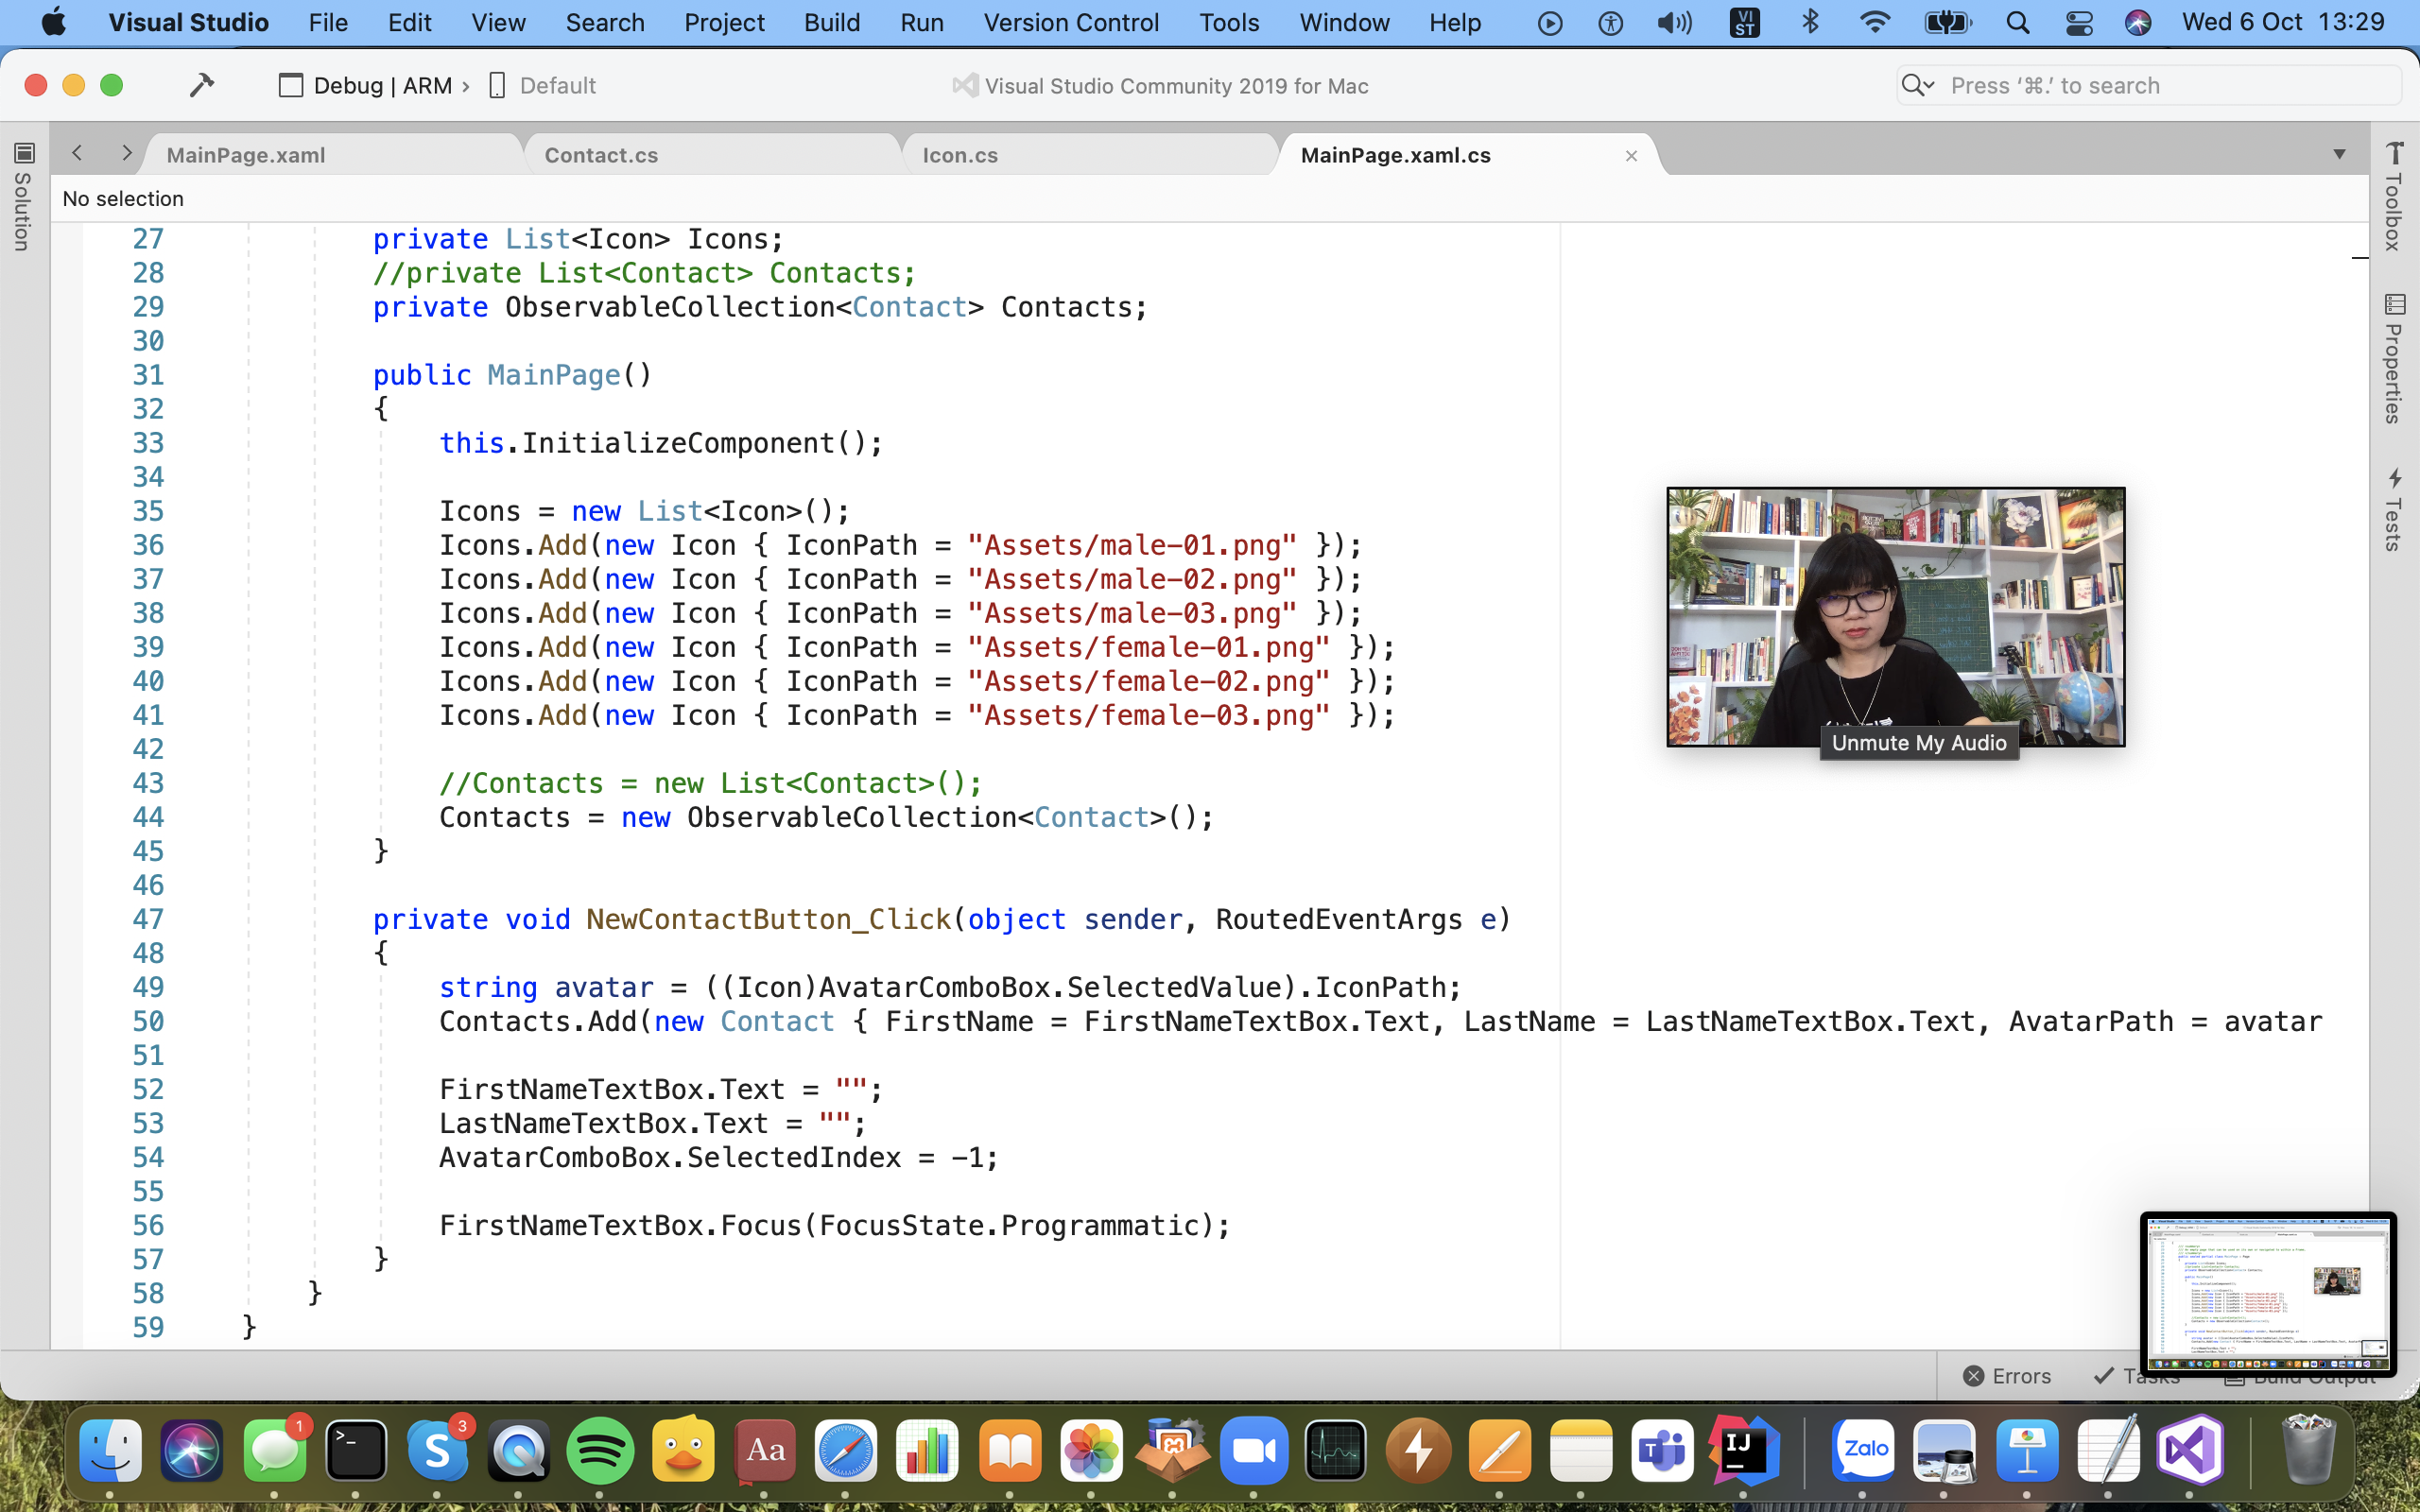 Visual Studio File Edit View Search Project Build Run Version Control Tools Window Help VI ST Wed 6 Oct 13:29
Debug | ARM › Default Visual Studio Community 2019 for Mac Press ‘⌘.’ to search
MainPage.xaml Contact.cs Icon.cs MainPage.xaml.cs
No selection
Solution
Toolbox
Properties
Tests
27 private List<Icon> Icons;
28 //private List<Contact> Contacts;
29 private ObservableCollection<Contact> Contacts;
30
31 public MainPage()
32 {
33 this.InitializeComponent();
34
35 Icons = new List<Icon>();
36 Icons.Add(new Icon { IconPath = "Assets/male-01.png" });
37 Icons.Add(new Icon { IconPath = "Assets/male-02.png" });
38 Icons.Add(new Icon { IconPath = "Assets/male-03.png" });
39 Icons.Add(new Icon { IconPath = "Assets/female-01.png" });
40 Icons.Add(new Icon { IconPath = "Assets/female-02.png" });
41 Icons.Add(new Icon { IconPath = "Assets/female-03.png" });
42
43 //Contacts = new List<Contact>();
44 Contacts = new ObservableCollection<Contact>();
45 }
46
47 private void NewContactButton_Click(object sender, RoutedEventArgs e)
48 {
49 string avatar = ((Icon)AvatarComboBox.SelectedValue).IconPath;
50 Contacts.Add(new Contact { FirstName = FirstNameTextBox.Text, LastName = LastNameTextBox.Text, AvatarPath = avatar
51
52 FirstNameTextBox.Text = "";
53 LastNameTextBox.Text = "";
54 AvatarComboBox.SelectedIndex = -1;
55
56 FirstNameTextBox.Focus(FocusState.Programmatic);
57 }
58 }
59 }
Unmute My Audio
Errors Tasks Build Output
1 3 Aa Zalo IJ